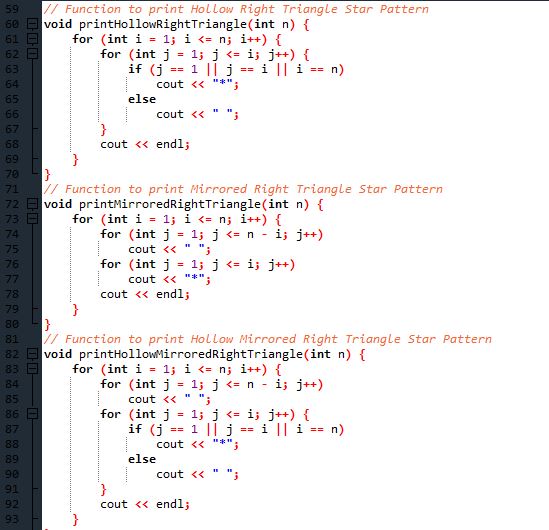 59 // Function to print Hollow Right Triangle Star Pattern
60 void printHollowRightTriangle(int n) {
61     for (int i = 1; i <= n; i++) {
62         for (int j = 1; j <= i; j++) {
63             if (j == 1 || j == i || i == n)
64                 cout << "*";
65             else
66                 cout << " ";
67         }
68         cout << endl;
69     }
70 }
71 // Function to print Mirrored Right Triangle Star Pattern
72 void printMirroredRightTriangle(int n) {
73     for (int i = 1; i <= n; i++) {
74         for (int j = 1; j <= n - i; j++)
75             cout << " ";
76         for (int j = 1; j <= i; j++)
77             cout << "*";
78         cout << endl;
79     }
80 }
81 // Function to print Hollow Mirrored Right Triangle Star Pattern
82 void printHollowMirroredRightTriangle(int n) {
83     for (int i = 1; i <= n; i++) {
84         for (int j = 1; j <= n - i; j++)
85             cout << " ";
86         for (int j = 1; j <= i; j++) {
87             if (j == 1 || j == i || i == n)
88                 cout << "*";
89             else
90                 cout << " ";
91         }
92         cout << endl;
93     }